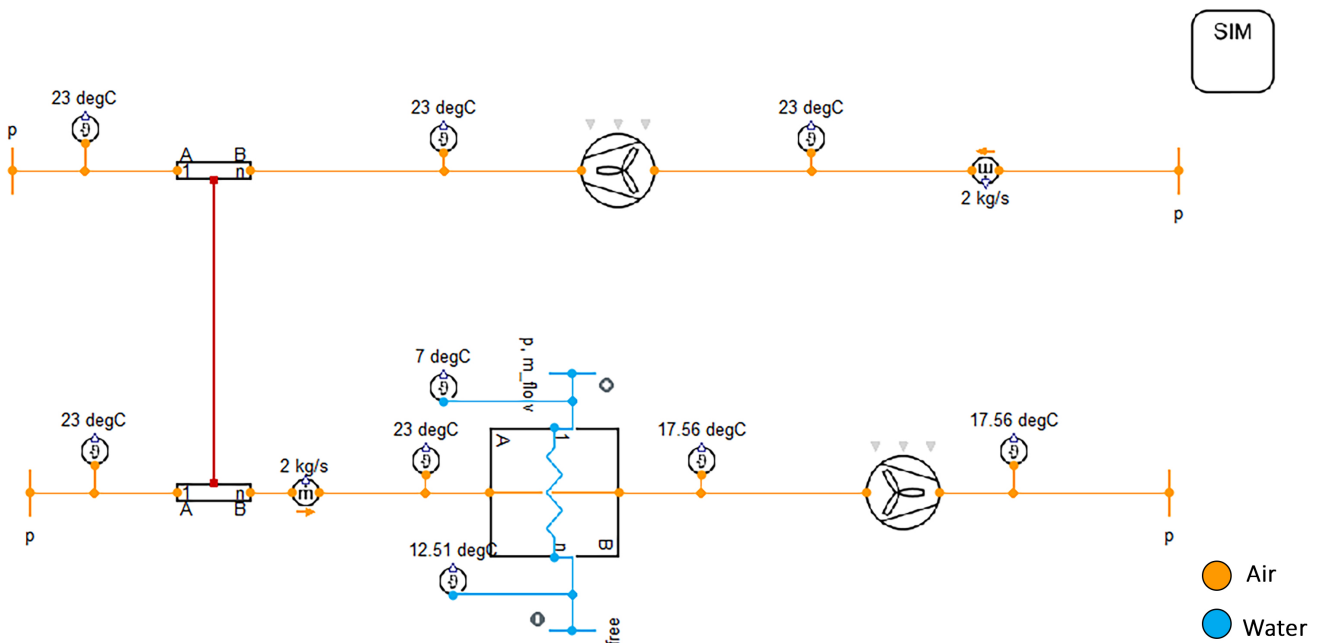 SIM
23 degC
23 degC
23 degC
p
A
B
1
n
2 kg/s
p
7 degC
p, m_flow
23 degC
23 degC
17.56 degC
17.56 degC
A
1
2 kg/s
m
1
n
A
B
n
B
p
p
12.51 degC
free
Air
Water